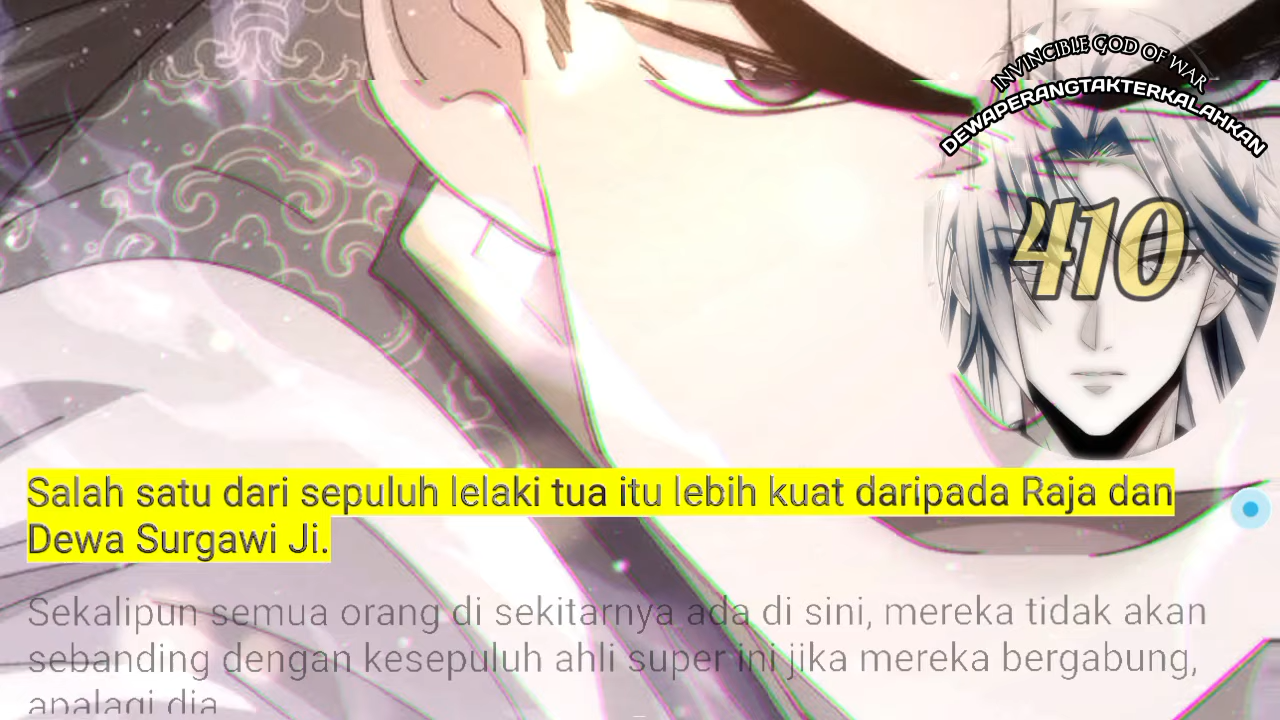 INVINCIBLE GOD OF WAR
DEWAPERANGTAKTERKALAHKAN
410
Salah satu dari sepuluh lelaki tua itu lebih kuat daripada Raja dan
Dewa Surgawi Ji.
Sekalipun semua orang di sekitarnya ada di sini, mereka tidak akan
sebanding dengan kesepuluh ahli super ini jika mereka bergabung,
apalagi dia